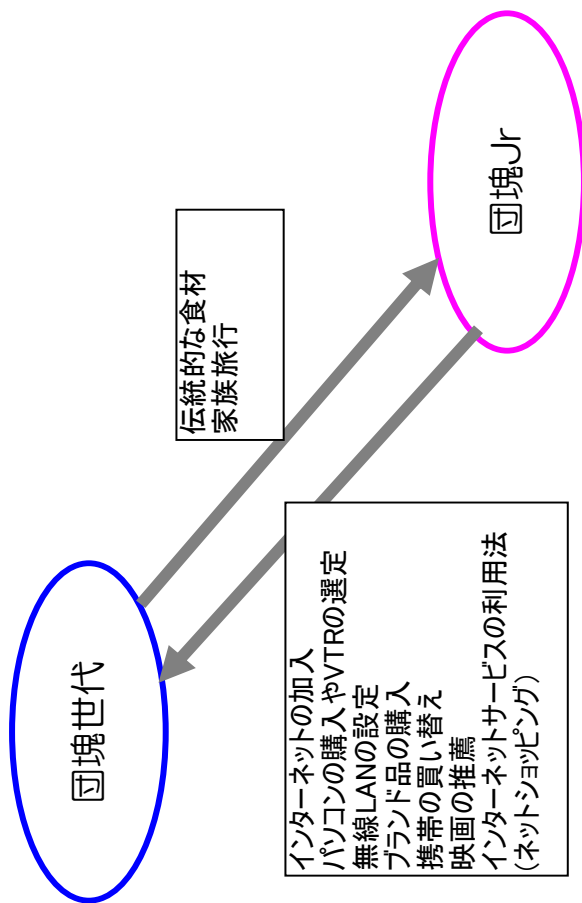 団塊世代
伝統的な食材
家族旅行
インターネットの加入
パソコンの購入やVTRの選定
無線LANの設定
ブランド品の購入
携帯の買い替え
映画の推薦
インターネットサービスの利用法
(ネットショッピング)
団塊Jr